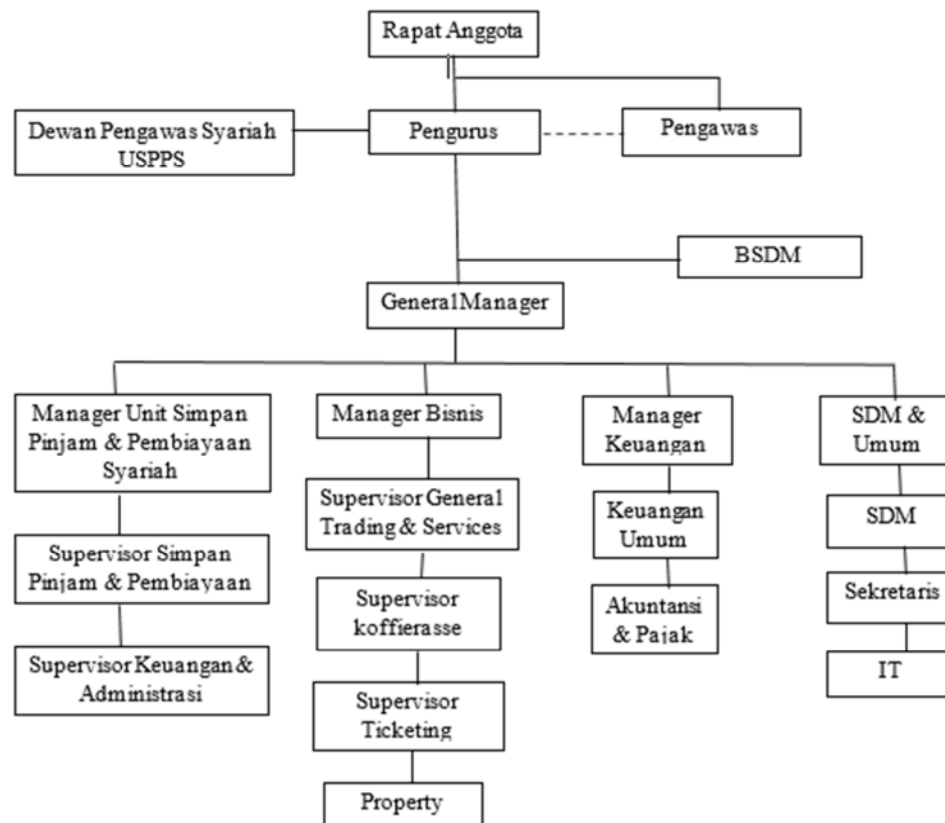 Rapat Anggota
Dewan Pengawas Syariah
USPPS
Pengurus
Pengawas
BSDM
General Manager
Manager Unit Simpan
Pinjam & Pembiayaan
Syariah
Supervisor Simpan
Pinjam & Pembiayaan
Supervisor Keuangan &
Administrasi
Manager Bisnis
Supervisor General
Trading & Services
Supervisor
koffierasse
Supervisor
Ticketing
Property
Manager
Keuangan
Keuangan
Umum
Akuntansi
& Pajak
SDM &
Umum
SDM
Sekretaris
IT